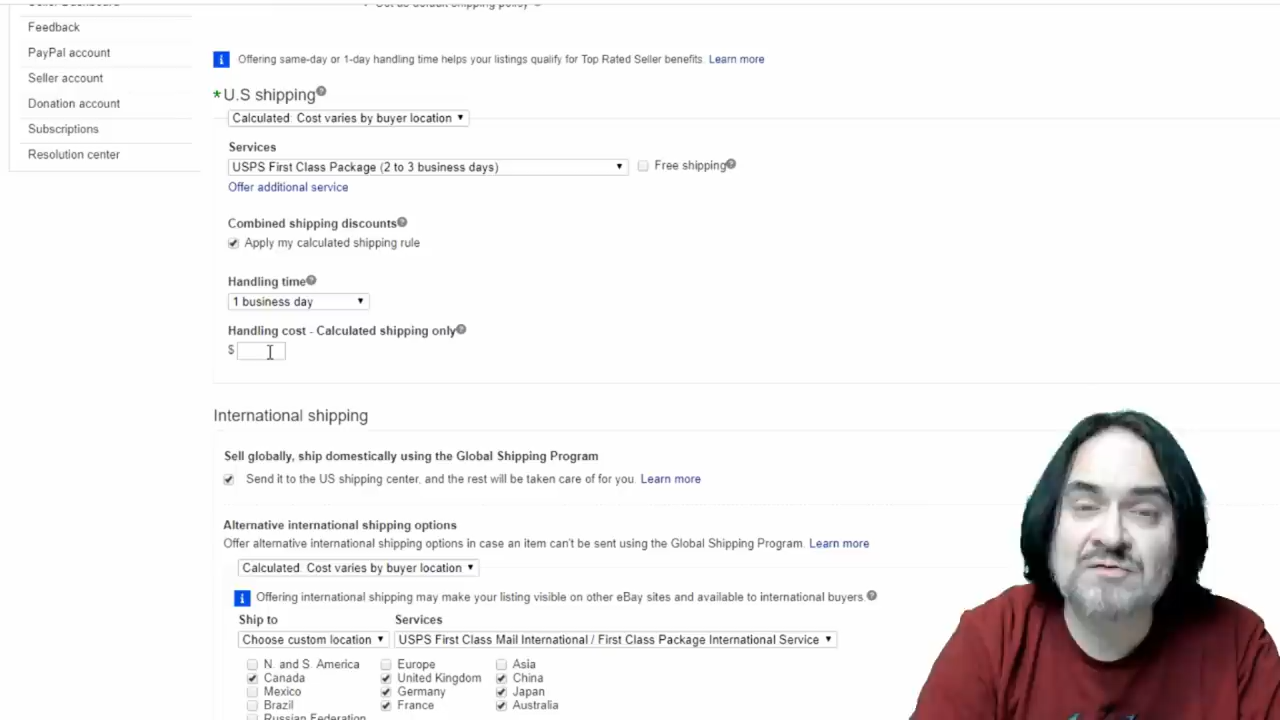 Seller Dashboard
Set as default shipping policy
Feedback
PayPal account
Seller account
Donation account
Subscriptions
Resolution center
Offering same-day or 1-day handling time helps your listings qualify for Top Rated Seller benefits. Learn more
*U.S shipping
Calculated: Cost varies by buyer location
Services
USPS First Class Package (2 to 3 business days)
Free shipping
Offer additional service
Combined shipping discounts
Apply my calculated shipping rule
Handling time
1 business day
Handling cost - Calculated shipping only
$
International shipping
Sell globally, ship domestically using the Global Shipping Program
Send it to the US shipping center, and the rest will be taken care of for you. Learn more
Alternative international shipping options
Offer alternative international shipping options in case an item can't be sent using the Global Shipping Program. Learn more
Calculated: Cost varies by buyer location
Offering international shipping may make your listing visible on other eBay sites and available to international buyers.
Ship to Services
Choose custom location USPS First Class Mail International / First Class Package International Service
N. and S. America Europe Asia
Canada United Kingdom China
Mexico Germany Japan
Brazil France Australia
Russian Federation